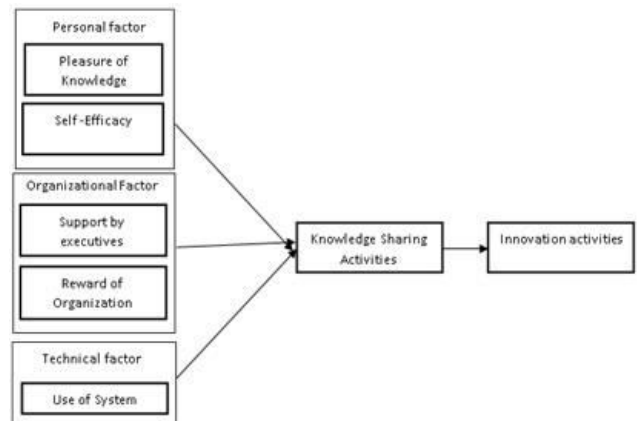 Personal factor
Pleasure of
Knowledge
Self-Efficacy
Organizational Factor
Support by
executives
Reward of
Organization
Technical factor
Use of System
Knowledge Sharing
Activities
Innovation activities